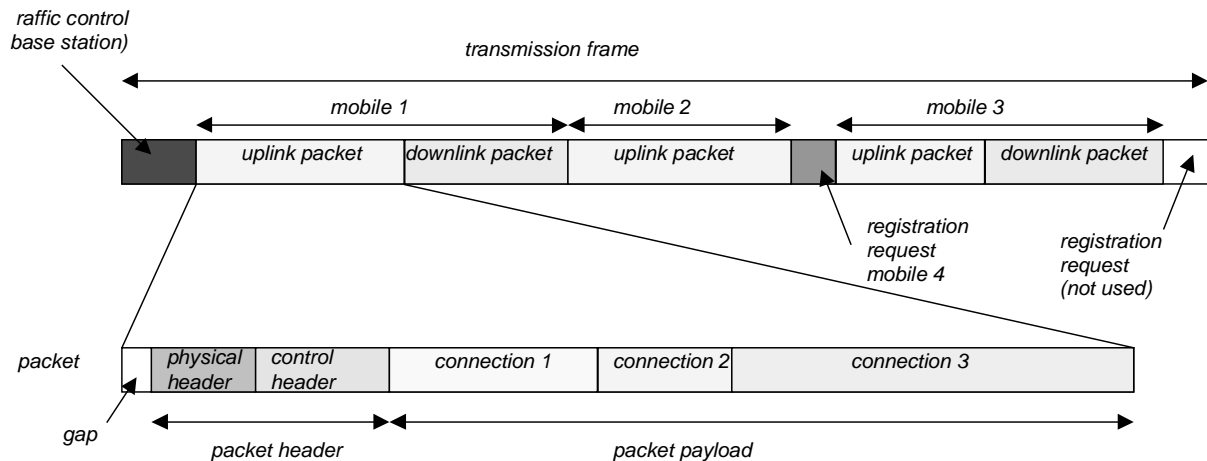 raffic control
base station)
transmission frame
mobile 1
mobile 2
mobile 3
uplink packet
downlink packet
uplink packet
uplink packet
downlink packet
registration
request
mobile 4
registration
request
(not used)
packet
physical
header
control
header
connection 1
connection 2
connection 3
gap
packet header
packet payload